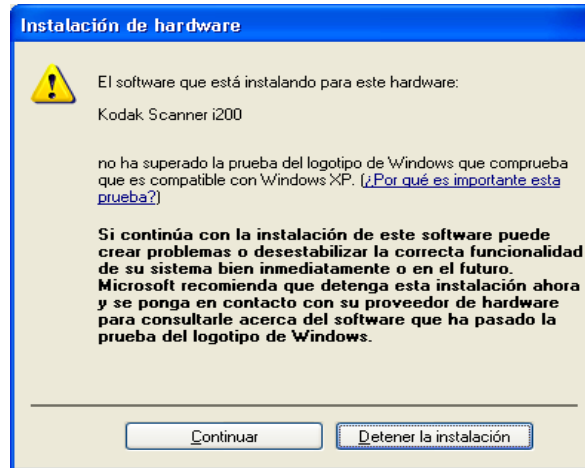 Instalación de hardware
El software que está instalando para este hardware:
Kodak Scanner i200
no ha superado la prueba del logotipo de Windows que comprueba
que es compatible con Windows XP. (¿Por qué es importante esta
prueba?)
Si continúa con la instalación de este software puede
crear problemas o desestabilizar la correcta funcionalidad
de su sistema bien inmediatamente o en el futuro.
Microsoft recomienda que detenga esta instalación ahora
y se ponga en contacto con su proveedor de hardware
para consultarle acerca del software que ha pasado la
prueba del logotipo de Windows.
Continuar
Detener la instalación